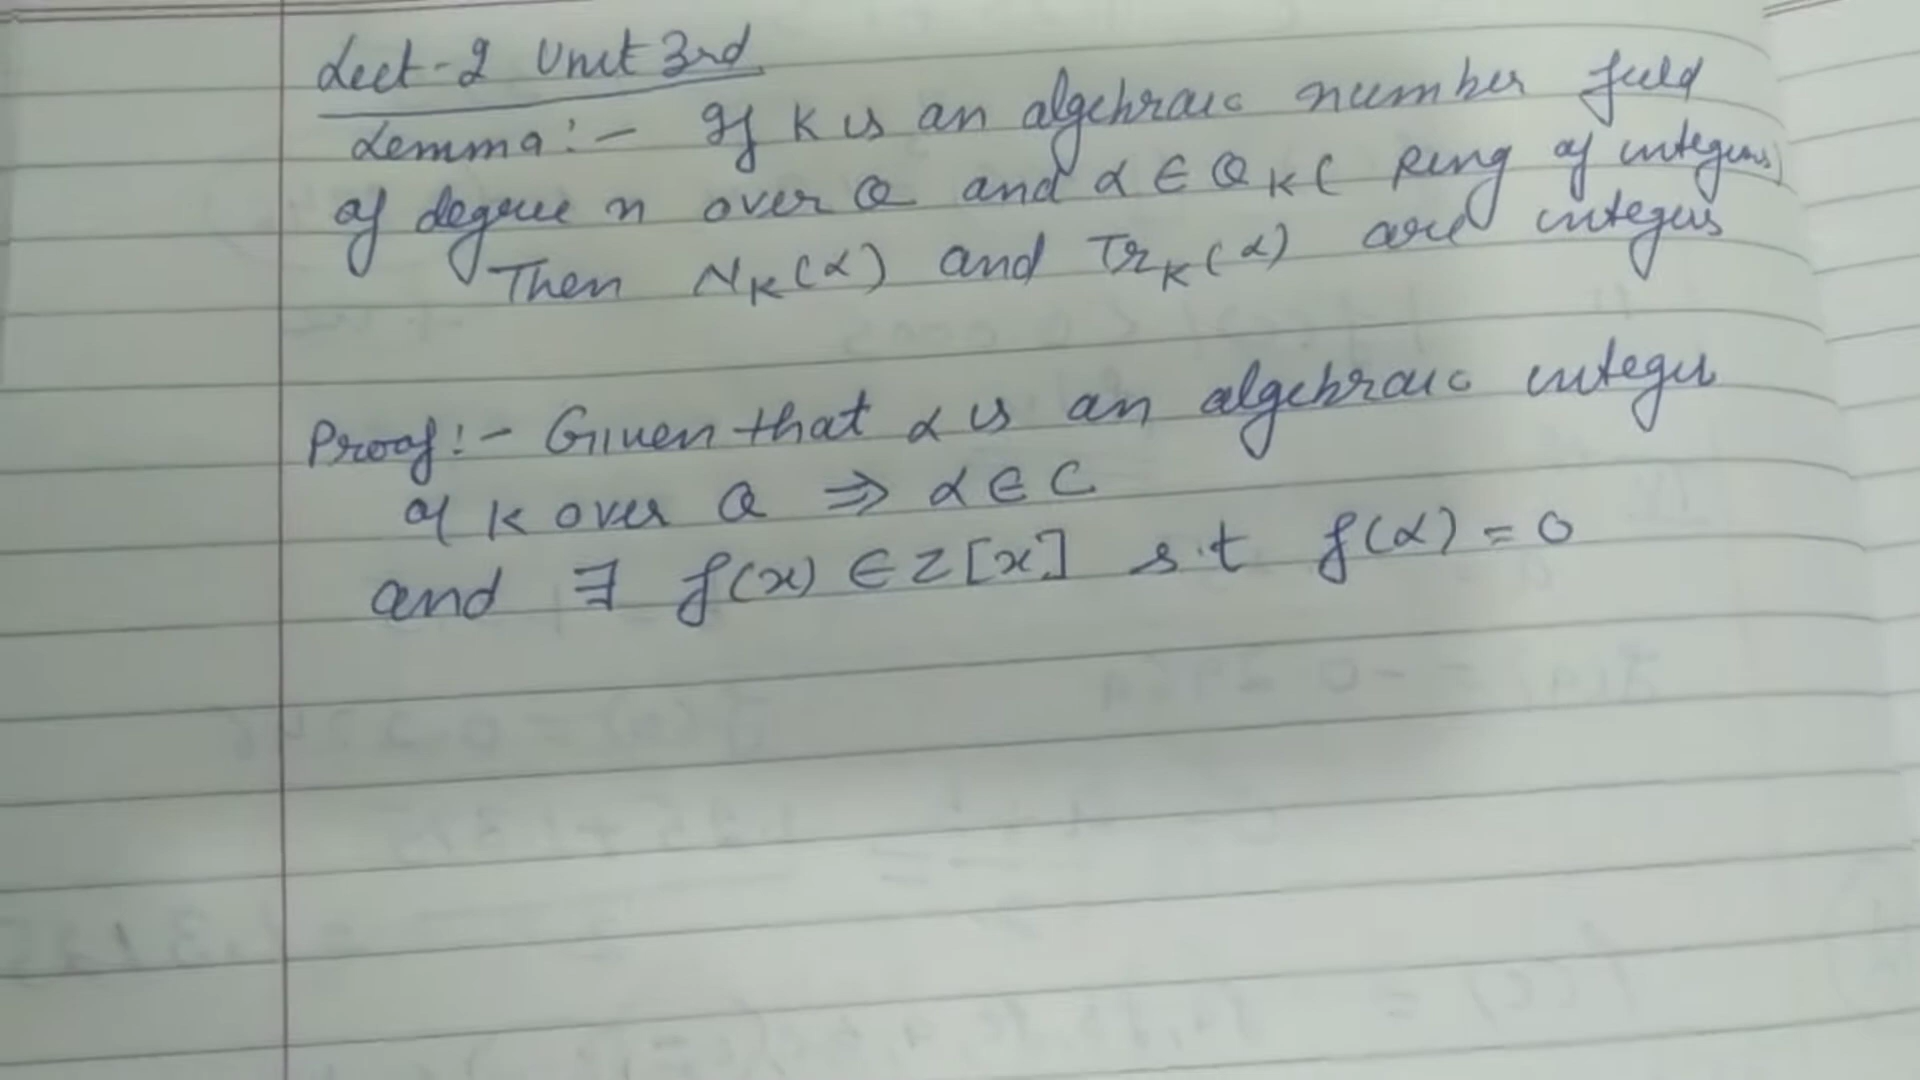 Lect-2 Unit 3rd
Lemma:- If K is an algebraic number field
of degree n over Q and α ∈ O_K ( Ring of integers)
Then N_K(α) and Tr_K(α) are integers
Proof:- Given that α is an algebraic integer
of K over Q ⇒ α ∈ C
and ∃ f(x) ∈ Z[x] s.t f(α) = 0